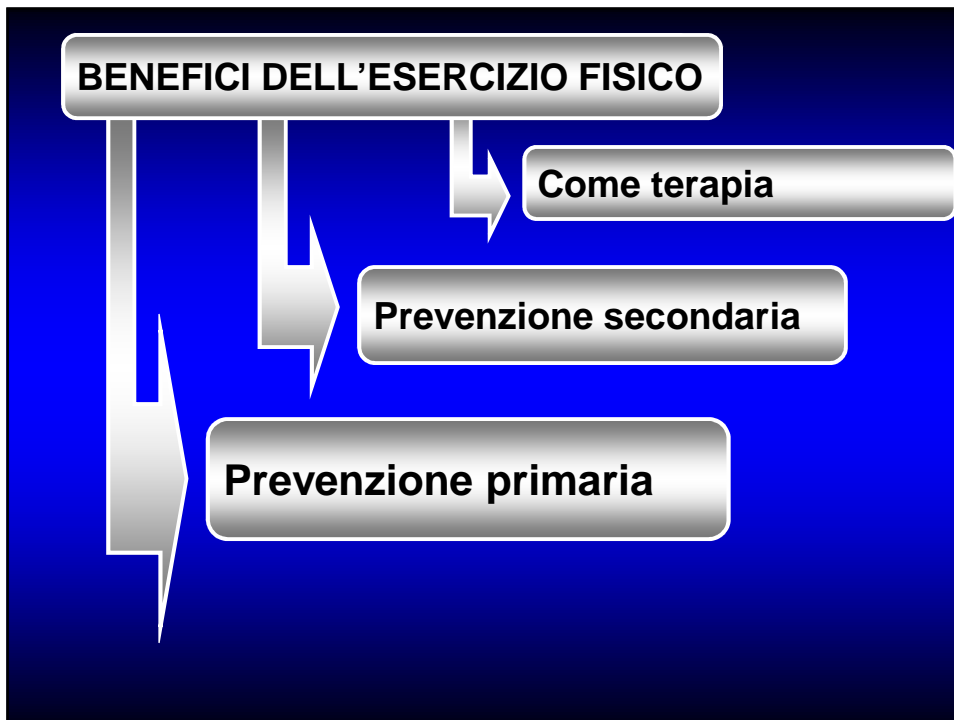 BENEFICI DELL’ESERCIZIO FISICO
Come terapia
Prevenzione secondaria
Prevenzione primaria